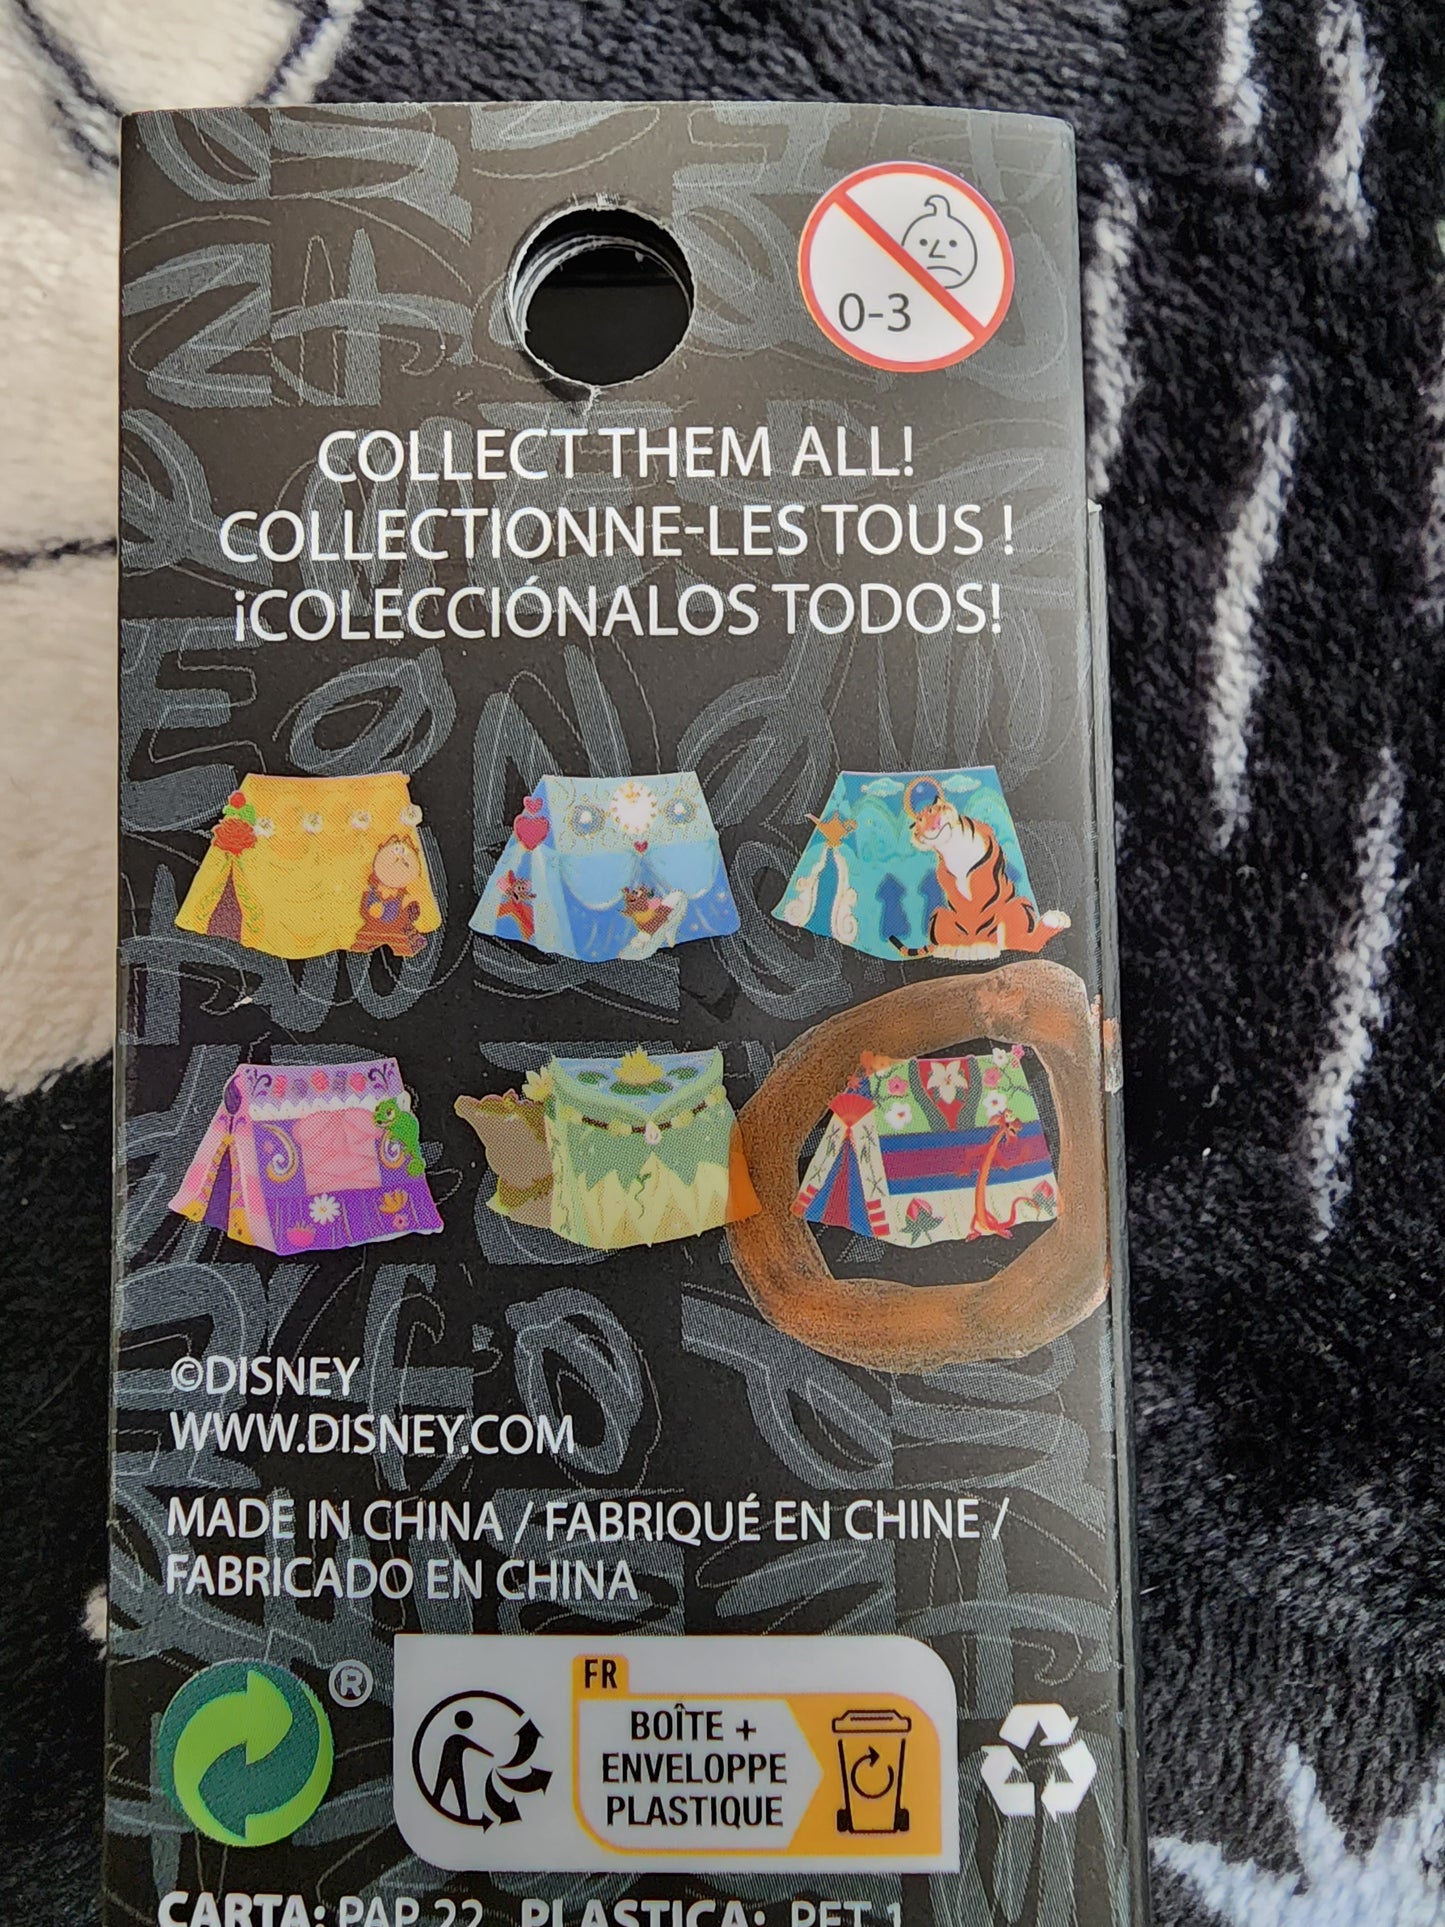 0-3
COLLECT THEM ALL!
COLLECTIONNE-LES TOUS !
¡COLECCIÓNALOS TODOS!
©DISNEY
WWW.DISNEY.COM
MADE IN CHINA / FABRIQUÉ EN CHINE /
FABRICADO EN CHINA
®
FR
BOÎTE +
ENVELOPPE
PLASTIQUE
CARTA: PAP 22 PLASTICA: PET 1